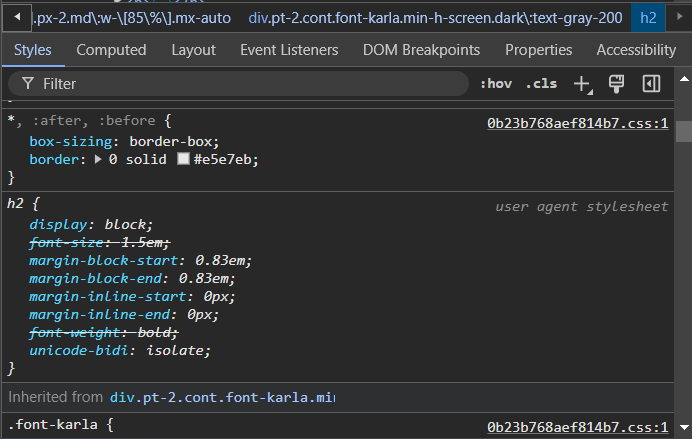 .px-2.md\:w-\[85\%\].mx-auto div.pt-2.cont.font-karla.min-h-screen.dark\:text-gray-200 h2
Styles Computed Layout Event Listeners DOM Breakpoints Properties Accessibility
Filter :hov .cls
*, :after, :before { 0b23b768aef814b7.css:1
box-sizing: border-box;
border: 0 solid #e5e7eb;
}
h2 { user agent stylesheet
display: block;
font-size: 1.5em;
margin-block-start: 0.83em;
margin-block-end: 0.83em;
margin-inline-start: 0px;
margin-inline-end: 0px;
font-weight: bold;
unicode-bidi: isolate;
}
Inherited from div.pt-2.cont.font-karla.min
.font-karla { 0b23b768aef814b7.css:1